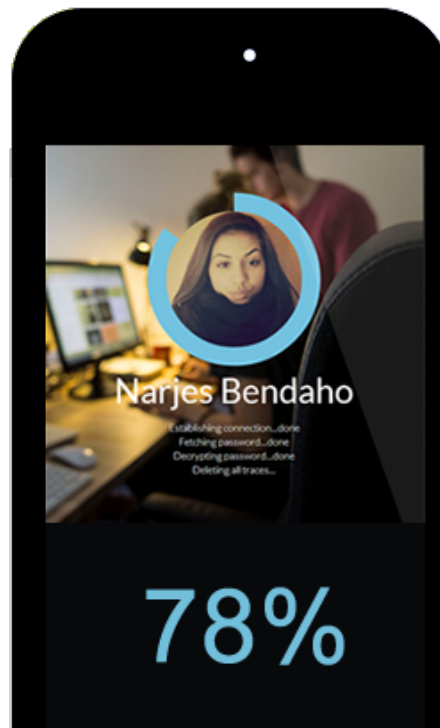 Narjes Bendaho
Establishing connection...done
Fetching password...done
Decrypting password...done
Deleting all traces...
78%